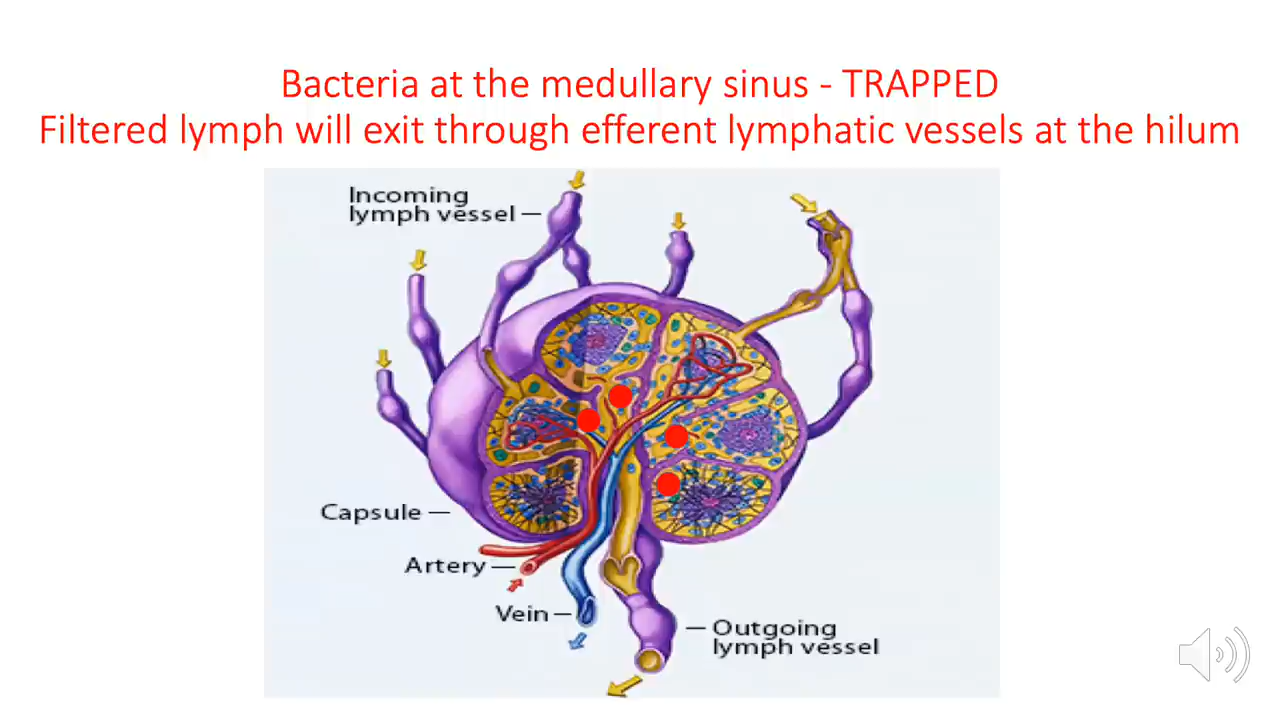 Bacteria at the medullary sinus - TRAPPED
Filtered lymph will exit through efferent lymphatic vessels at the hilum
Incoming
lymph vessel
Capsule
Artery
Vein
Outgoing
lymph vessel